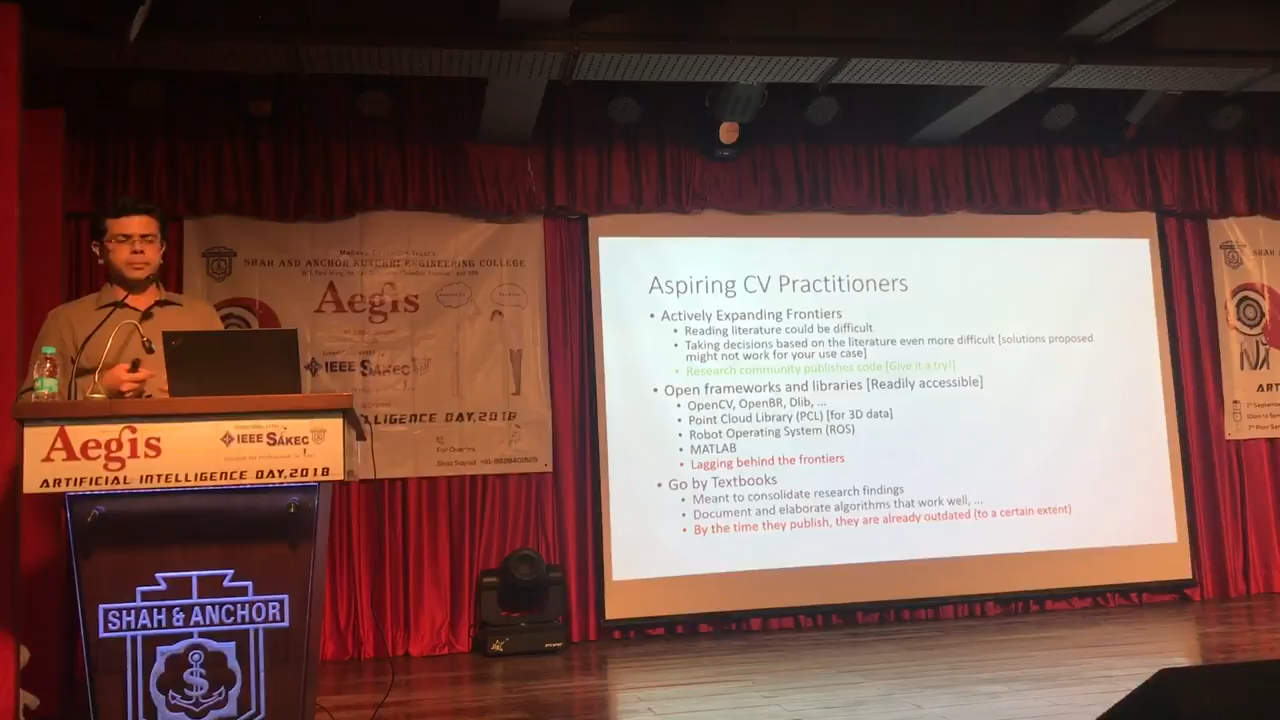 SHAH AND ANCHOR KUTCHHI ENGINEERING COLLEGE
Aegis
IEEE SAKEC
LLIGENCE DAY, 2018
For Queries
Aegis
IEEE SAKEC
ARTIFICIAL INTELLIGENCE DAY, 2018
SHAH & ANCHOR
Aspiring CV Practitioners
• Actively Expanding Frontiers
• Reading literature could be difficult
• Taking decisions based on the literature even more difficult [solutions proposed
might not work for your use case]
• Research community publishes code [Give it a try!]
• Open frameworks and libraries [Readily accessible]
• OpenCV, OpenBR, Dlib, ...
• Point Cloud Library (PCL) [for 3D data]
• Robot Operating System (ROS)
• MATLAB
• Lagging behind the frontiers
• Go by Textbooks
• Meant to consolidate research findings
• Document and elaborate algorithms that work well, ...
• By the time they publish, they are already outdated (to a certain extent)
SHAH AN
ART